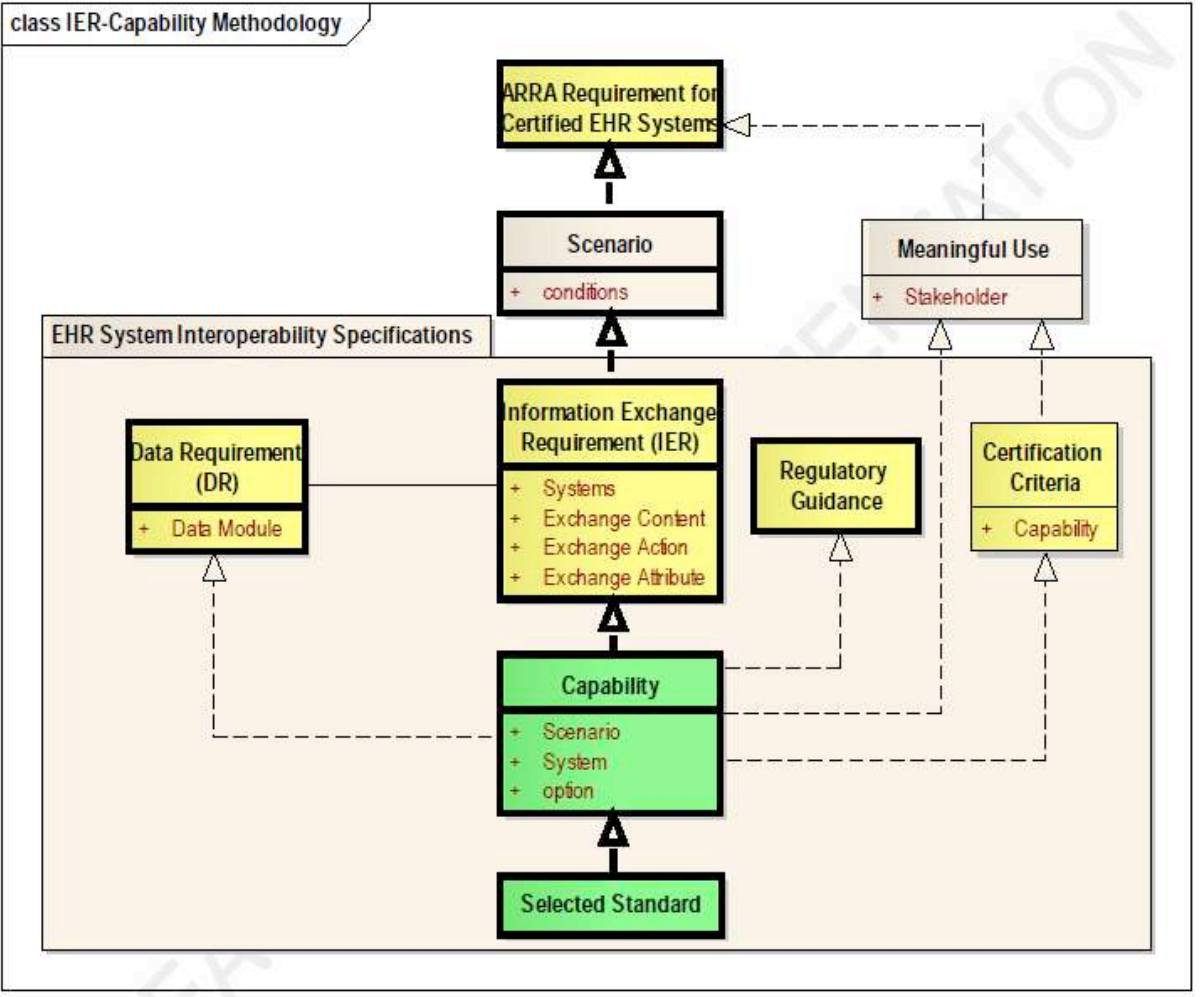 class IER-Capability Methodology
ARRA Requirement for
Certified EHR Systems
Scenario
+ conditions
Meaningful Use
+ Stakeholder
EHR System Interoperability Specifications
Information Exchange
Requirement (IER)
+ Systems
+ Exchange Content
+ Exchange Action
+ Exchange Attribute
Data Requirement
(DR)
+ Data Module
Regulatory
Guidance
Certification
Criteria
+ Capability
Capability
+ Scenario
+ System
+ option
Selected Standard